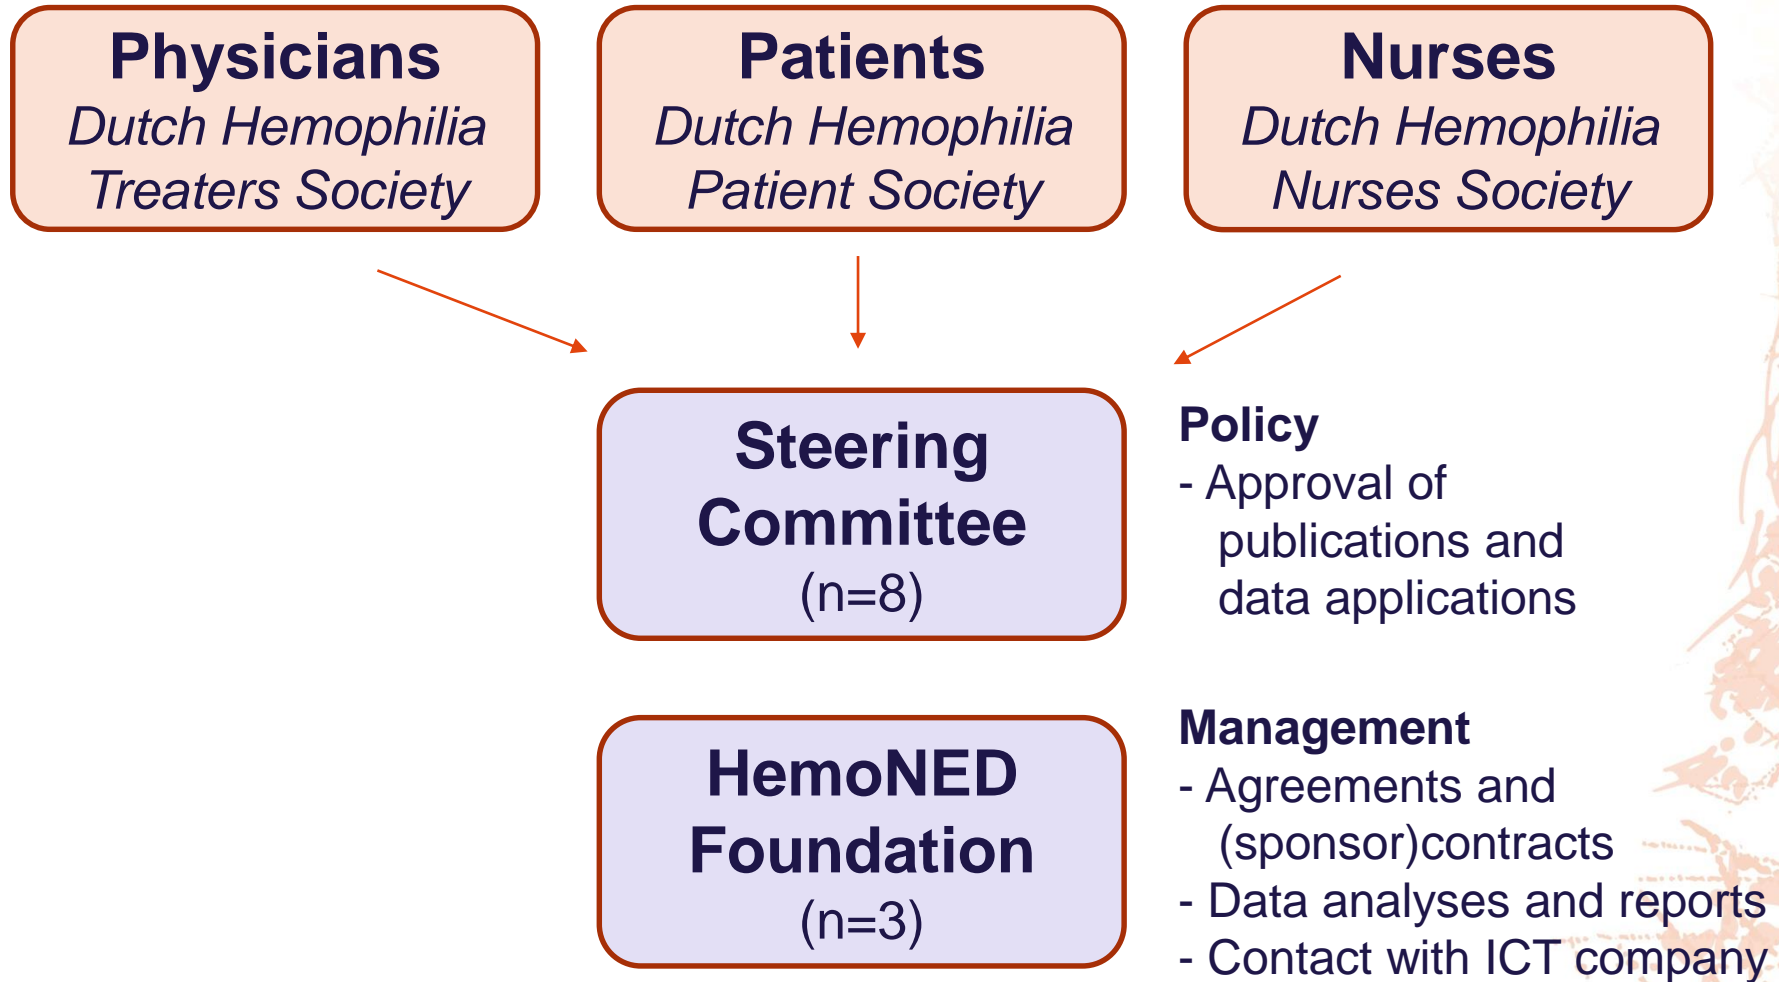 Physicians
Dutch Hemophilia
Treaters Society
Patients
Dutch Hemophilia
Patient Society
Nurses
Dutch Hemophilia
Nurses Society
Steering
Committee
(n=8)
Policy
- Approval of
publications and
data applications
HemoNED
Foundation
(n=3)
Management
- Agreements and
(sponsor)contracts
- Data analyses and reports
- Contact with ICT company